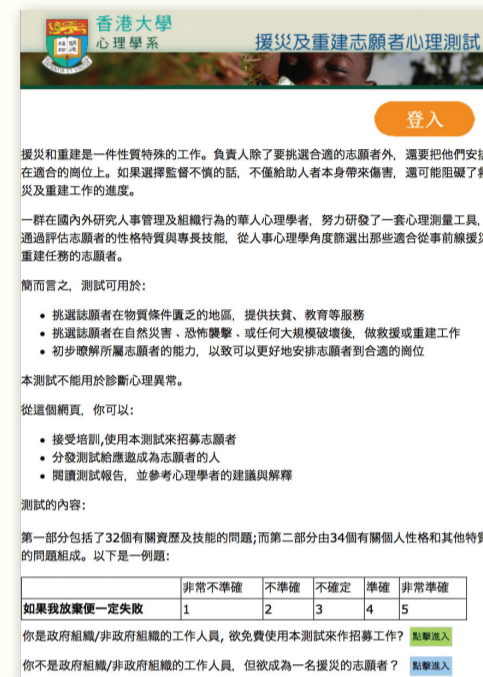 香港大學
心理學系
援災及重建志願者心理測試
登入
援災和重建是一件性質特殊的工作。負責人除了要挑選合適的志願者外，還要把他們安排
在適合的崗位上。如果選擇監督不慎的話，不僅給助人者本身帶來傷害，還可能阻礙了救
災及重建工作的進度。
一群在國內外研究人事管理及組織行為的華人心理學者，努力研發了一套心理測量工具，
通過評估志願者的性格特質與專長技能，從人事心理學角度篩選出那些適合從事前線援災
重建任務的志願者。
簡而言之，測試可用於：
• 挑選誌願者在物質條件匱乏的地區，提供扶貧、教育等服務
• 挑選誌願者在自然災害、恐怖襲擊、或任何大規模破壞後，做救援或重建工作
• 初步瞭解所屬志願者的能力，以致可以更好地安排志願者到合適的崗位
本測試不能用於診斷心理異常。
從這個網頁，你可以：
• 接受培訓,使用本測試來招募志願者
• 分發測試給應邀成為志願者的人
• 閱讀測試報告，並參考心理學者的建議與解釋
測試的內容：
第一部分包括了32個有關資歷及技能的問題;而第二部分由34個有關個人性格和其他特質
的問題組成。以下是一例題：
非常不準確 不準確 不確定 準確 非常準確
如果我放棄便一定失敗 1 2 3 4 5
你是政府組織/非政府組織的工作人員, 欲免費使用本測試來作招募工作? 點擊進入
你不是政府組織/非政府組織的工作人員，但欲成為一名援災的志願者？ 點擊進入